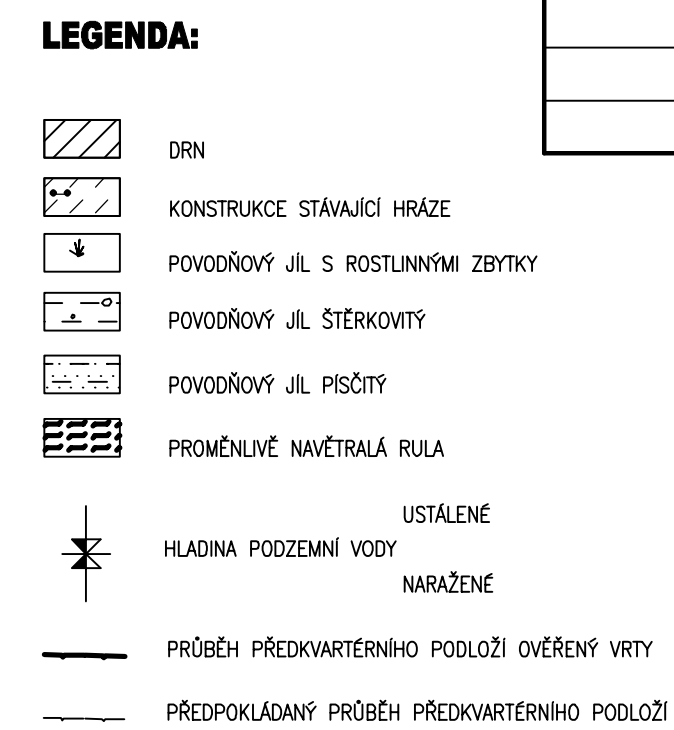 LEGENDA:
DRN
KONSTRUKCE STÁVAJÍCÍ HRÁZE
POVODŇOVÝ JÍL S ROSTLINNÝMI ZBYTKY
POVODŇOVÝ JÍL ŠTĚRKOVITÝ
POVODŇOVÝ JÍL PÍSČITÝ
PROMĚNLIVĚ NAVĚTRALÁ RULA
USTÁLENÉ
HLADINA PODZEMNÍ VODY
NARAŽENÉ
PRŮBĚH PŘEDKVARTÉRNÍHO PODLOŽÍ OVĚŘENÝ VRTY
PŘEDPOKLÁDANÝ PRŮBĚH PŘEDKVARTÉRNÍHO PODLOŽÍ